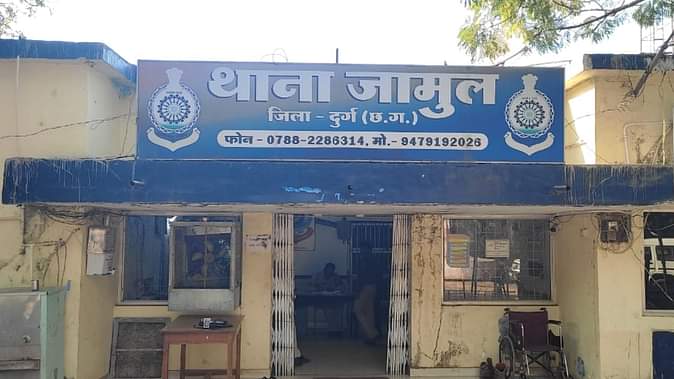 थाना जामुल
जिला - दुर्ग (छ.ग.)
फोन - 0788-2286314, मो.- 9479192026